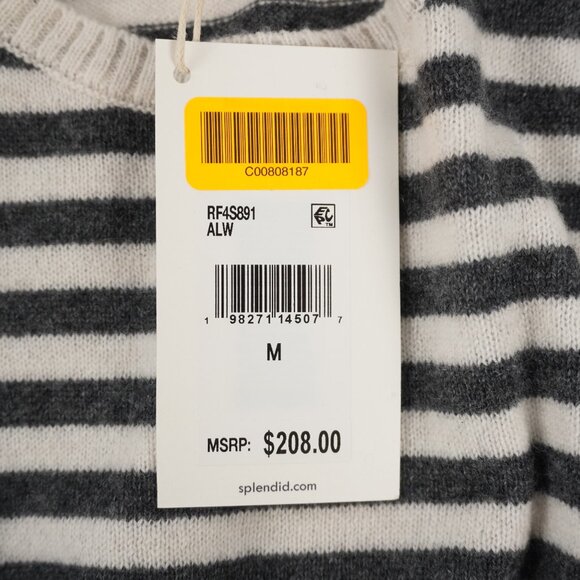 C00808187
RF4S891
ALW
1 98271 14507 7
M
MSRP: $208.00
splendid.com